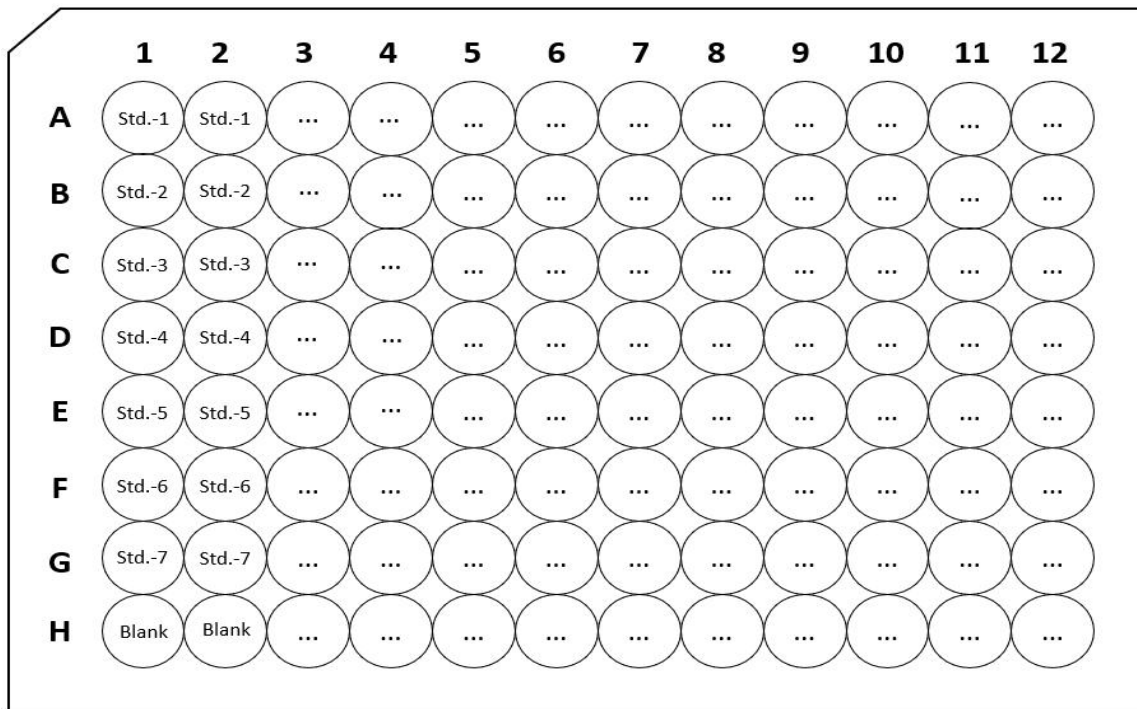 1 2 3 4 5 6 7 8 9 10 11 12
A Std.-1 Std.-1 ... ... ... ... ... ... ... ... ... ...
B Std.-2 Std.-2 ... ... ... ... ... ... ... ... ... ...
C Std.-3 Std.-3 ... ... ... ... ... ... ... ... ... ...
D Std.-4 Std.-4 ... ... ... ... ... ... ... ... ... ...
E Std.-5 Std.-5 ... ... ... ... ... ... ... ... ... ...
F Std.-6 Std.-6 ... ... ... ... ... ... ... ... ... ...
G Std.-7 Std.-7 ... ... ... ... ... ... ... ... ... ...
H Blank Blank ... ... ... ... ... ... ... ... ... ...